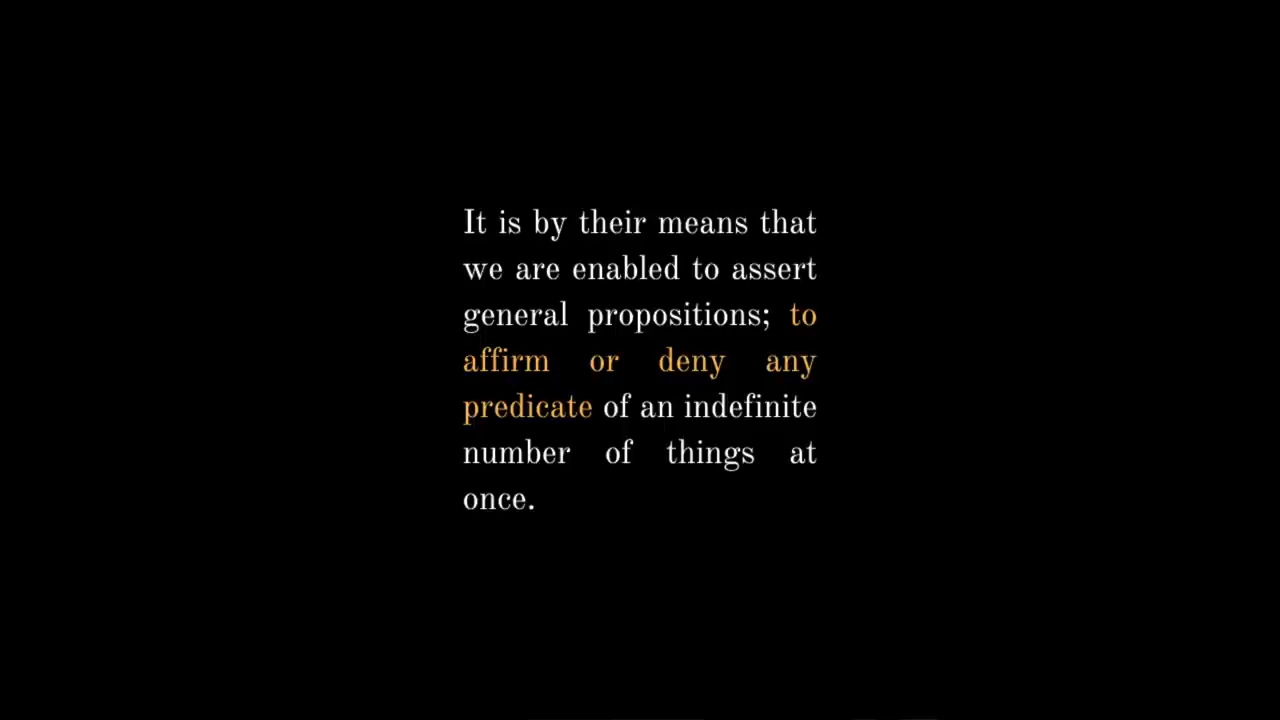 It is by their means that
we are enabled to assert
general propositions; to
affirm or deny any
predicate of an indefinite
number of things at
once.